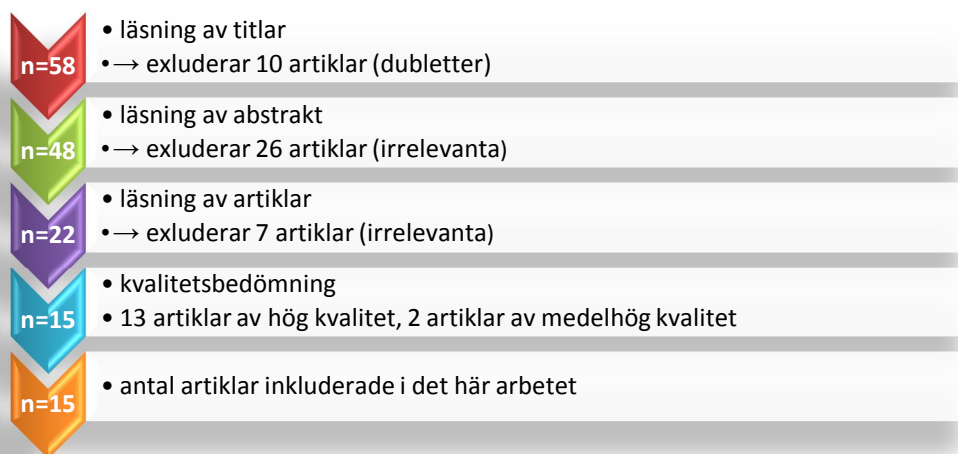 n=58
• läsning av titlar
• → exluderar 10 artiklar (dubletter)
n=48
• läsning av abstrakt
• → exluderar 26 artiklar (irrelevanta)
n=22
• läsning av artiklar
• → exluderar 7 artiklar (irrelevanta)
n=15
• kvalitetsbedömning
• 13 artiklar av hög kvalitet, 2 artiklar av medelhög kvalitet
n=15
• antal artiklar inkluderade i det här arbetet